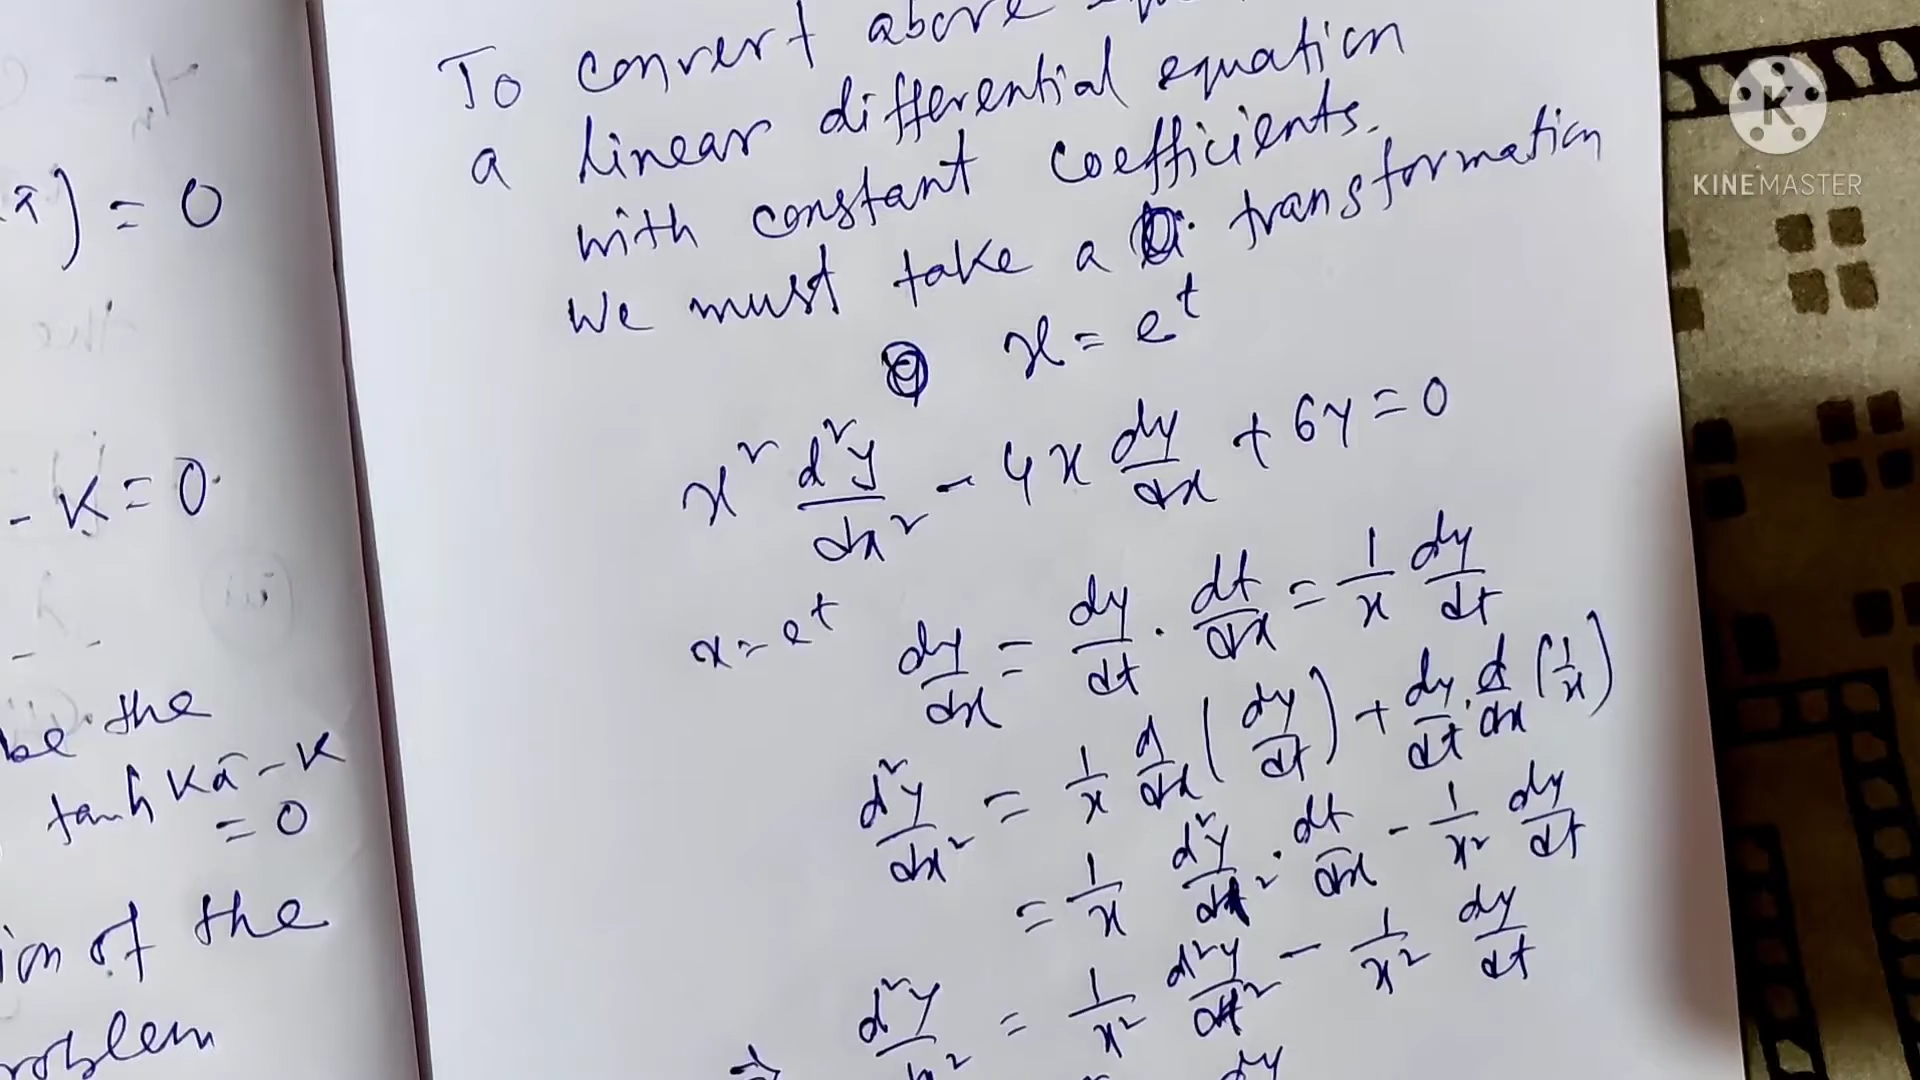 To convert above
a linear differential equation
with constant coefficients.
We must take a transformation
x = e^t
x² d²y/dx² - 4x dy/dx + 6y = 0
x = e^t dy/dx = dy/dt · dt/dx = 1/x dy/dt
d²y/dx² = 1/x d/dx (dy/dt) + dy/dt · d/dx (1/x)
= 1/x d²y/dt² · dt/dx - 1/x² dy/dt
⇒ d²y/dx² = 1/x² d²y/dt² - 1/x² dy/dt
dy
) = 0
- K = 0
be the
tanh Ka - K
= 0
of the
KINEMASTER